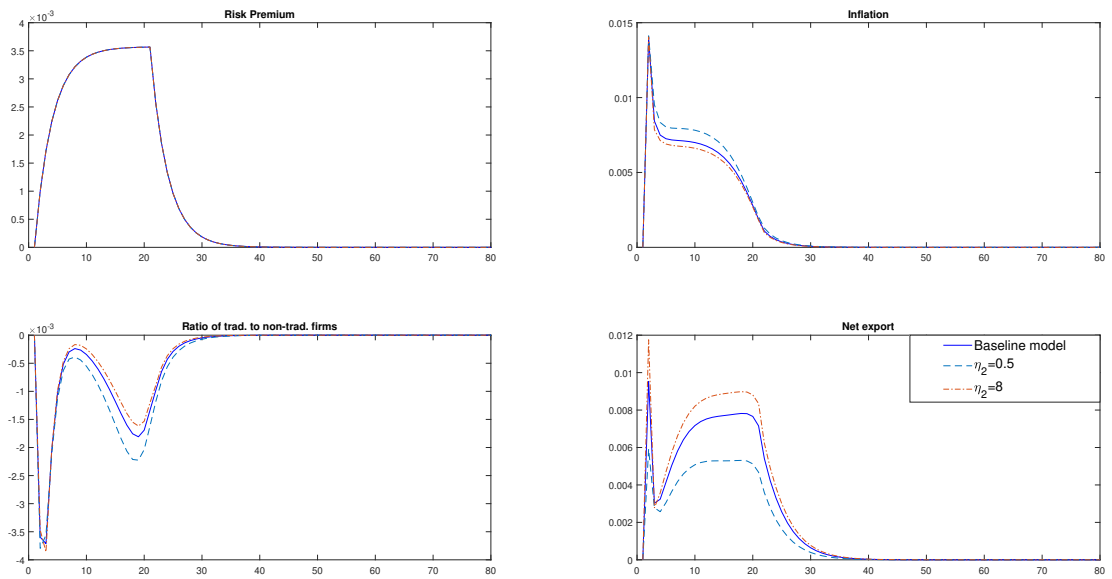 Risk Premium
×10⁻³
4
3.5
3
2.5
2
1.5
1
0.5
0
0 10 20 30 40 50 60 70 80
Inflation
0.015
0.01
0.005
0
0 10 20 30 40 50 60 70 80
Ratio of trad. to non-trad. firms
×10⁻³
0
-0.5
-1
-1.5
-2
-2.5
-3
-3.5
-4
0 10 20 30 40 50 60 70 80
Net export
0.012
0.01
0.008
0.006
0.004
0.002
0
0 10 20 30 40 50 60 70 80
Baseline model
η₂=0.5
η₂=8